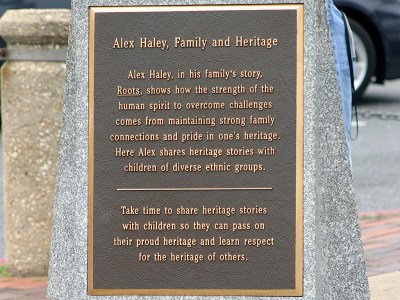 Alex Haley, Family and Heritage
Alex Haley, in his family's story,
Roots, shows how the strength of the
human spirit to overcome challenges
comes from maintaining strong family
connections and pride in one's heritage.
Here Alex shares heritage stories with
children of diverse ethnic groups.
Take time to share heritage stories
with children so they can pass on
their proud heritage and learn respect
for the heritage of others.